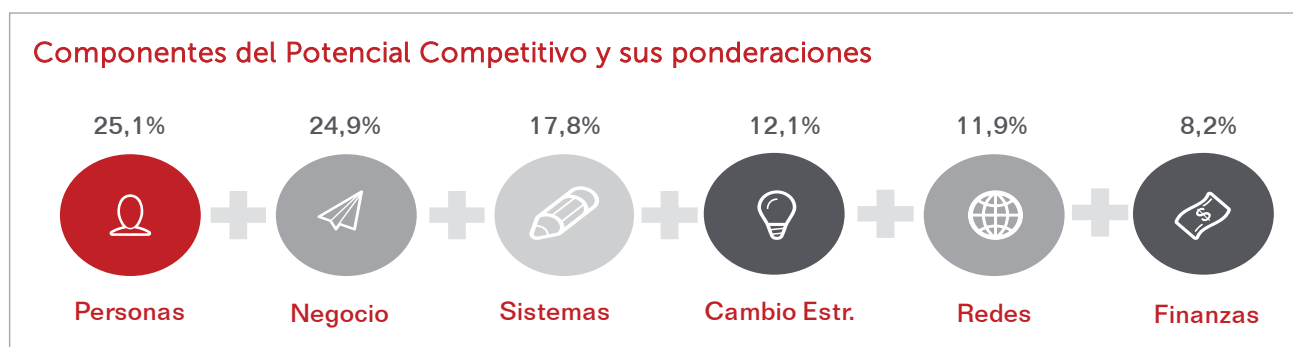 Componentes del Potencial Competitivo y sus ponderaciones
25,1% 24,9% 17,8% 12,1% 11,9% 8,2%
$
Personas Negocio Sistemas Cambio Estr. Redes Finanzas